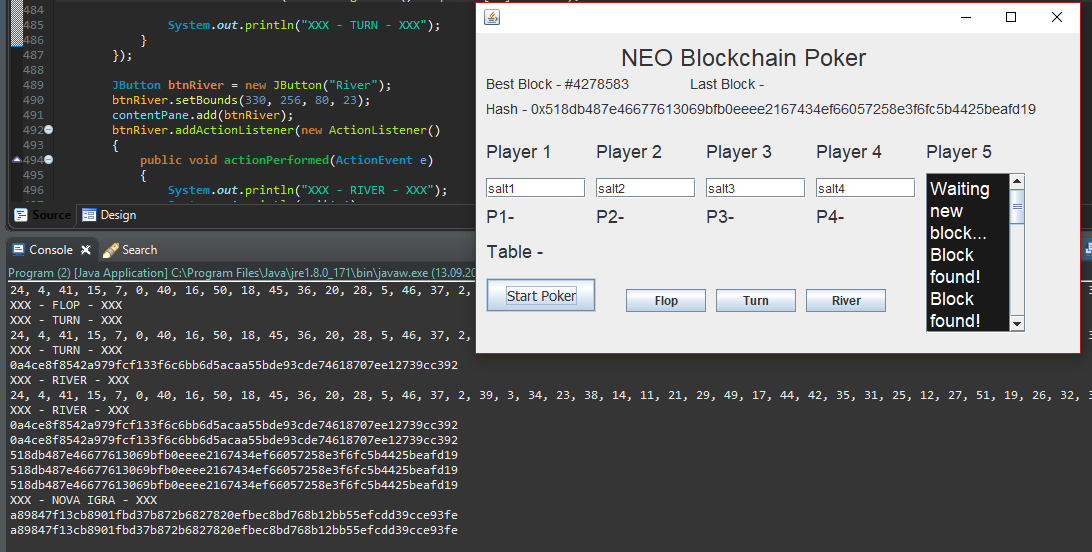 484
485 System.out.println("XXX - TURN - XXX");
486 }
487 });
488
489 JButton btnRiver = new JButton("River");
490 btnRiver.setBounds(330, 256, 80, 23);
491 contentPane.add(btnRiver);
492 btnRiver.addActionListener(new ActionListener()
493 {
494 public void actionPerformed(ActionEvent e)
495 {
496 System.out.println("XXX - RIVER - XXX");
Source Design
Console Search
Program (2) [Java Application] C:\Program Files\Java\jre1.8.0_171\bin\javaw.exe (13.09.20
24, 4, 41, 15, 7, 0, 40, 16, 50, 18, 45, 36, 20, 28, 5, 46, 37, 2,
XXX - FLOP - XXX
XXX - TURN - XXX
24, 4, 41, 15, 7, 0, 40, 16, 50, 18, 45, 36, 20, 28, 5, 46, 37, 2,
XXX - TURN - XXX
0a4ce8f8542a979fcf133f6c6bb6d5acaa55bde93cde74618707ee12739cc392
XXX - RIVER - XXX
24, 4, 41, 15, 7, 0, 40, 16, 50, 18, 45, 36, 20, 28, 5, 46, 37, 2, 39, 3, 34, 23, 38, 14, 11, 21, 29, 49, 17, 44, 42, 35, 31, 25, 12, 27, 51, 19, 26, 32, 3
XXX - RIVER - XXX
0a4ce8f8542a979fcf133f6c6bb6d5acaa55bde93cde74618707ee12739cc392
0a4ce8f8542a979fcf133f6c6bb6d5acaa55bde93cde74618707ee12739cc392
518db487e46677613069bfb0eeee2167434ef66057258e3f6fc5b4425beafd19
518db487e46677613069bfb0eeee2167434ef66057258e3f6fc5b4425beafd19
518db487e46677613069bfb0eeee2167434ef66057258e3f6fc5b4425beafd19
XXX - NOVA IGRA - XXX
a89847f13cb8901fbd37b872b6827820efbec8bd768b12bb55efcdd39cce93fe
a89847f13cb8901fbd37b872b6827820efbec8bd768b12bb55efcdd39cce93fe
NEO Blockchain Poker
Best Block - #4278583 Last Block -
Hash - 0x518db487e46677613069bfb0eeee2167434ef66057258e3f6fc5b4425beafd19
Player 1 Player 2 Player 3 Player 4 Player 5
salt1 salt2 salt3 salt4
P1- P2- P3- P4-
Table -
Start Poker Flop Turn River
Waiting
new
block...
Block
found!
Block
found!